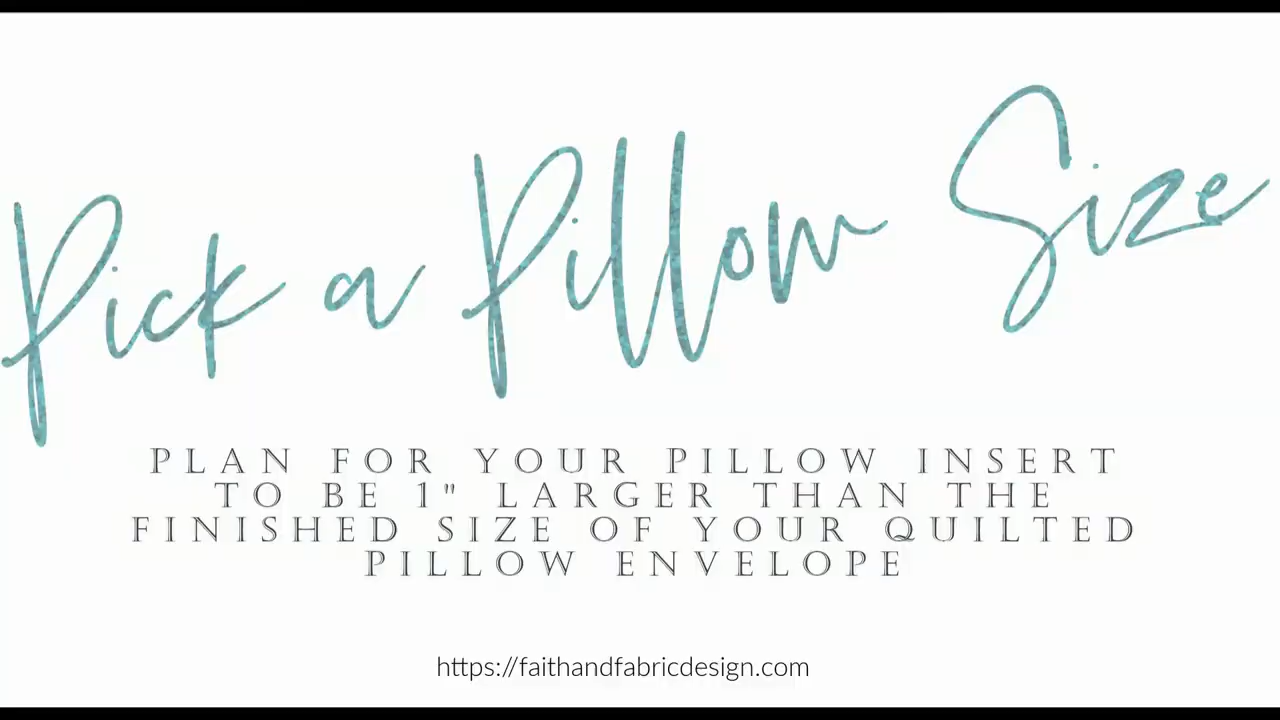 Pick a Pillow Size
PLAN FOR YOUR PILLOW INSERT
TO BE 1" LARGER THAN THE
FINISHED SIZE OF YOUR QUILTED
PILLOW ENVELOPE
https://faithandfabricdesign.com